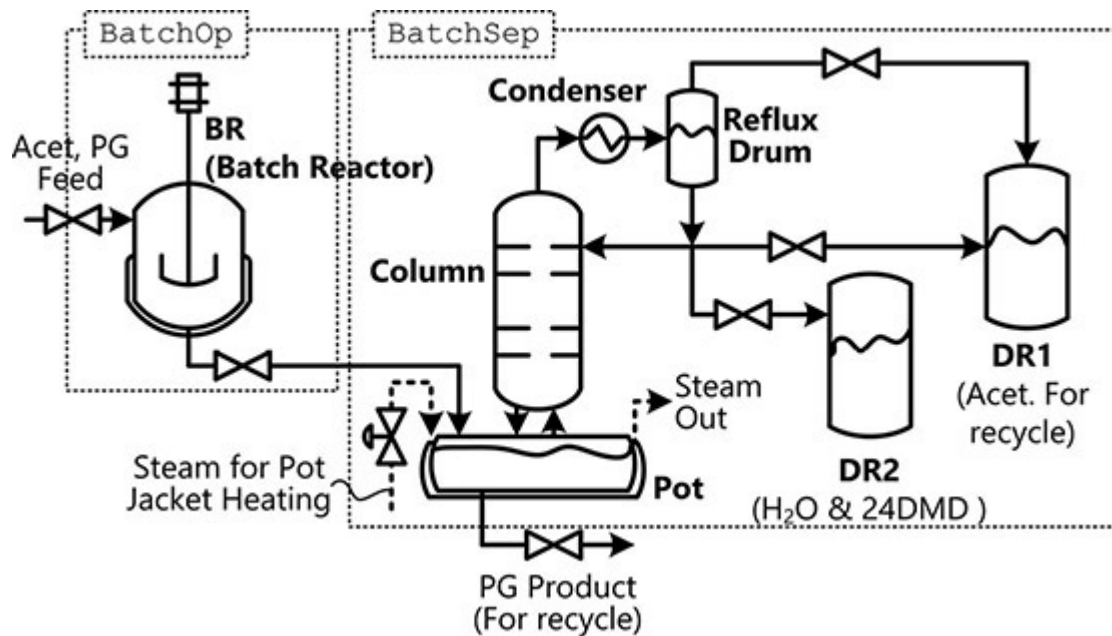 BatchOp
BatchSep
BR
(Batch Reactor)
Acet, PG
Feed
Condenser
Reflux
Drum
Column
DR1
(Acet. For
recycle)
Steam
Out
DR2
(H₂O & 24DMD )
Steam for Pot
Jacket Heating
Pot
PG Product
(For recycle)